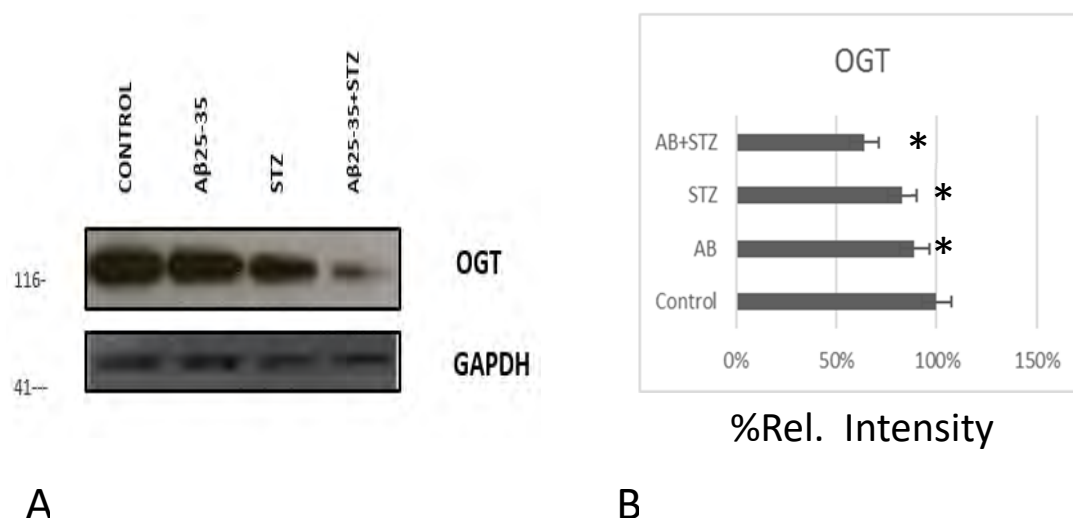 CONTROL
Aβ25-35
STZ
Aβ25-35+STZ
116-
OGT
GAPDH
41---
A
OGT
AB+STZ
*
STZ
*
AB
*
Control
0% 50% 100% 150%
%Rel. Intensity
B